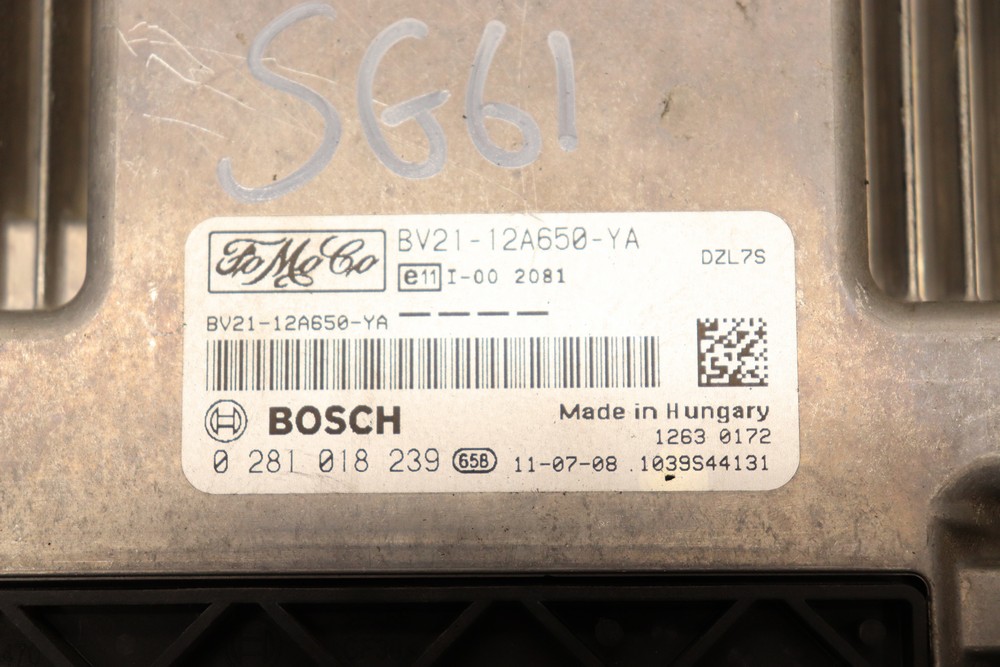 SG61
FoMoCo BV21-12A650-YA
DZL7S
e11 I-00 2081
BV21-12A650-YA
BOSCH
Made in Hungary
1263 0172
0 281 018 239 658 11-07-08 1039S44131